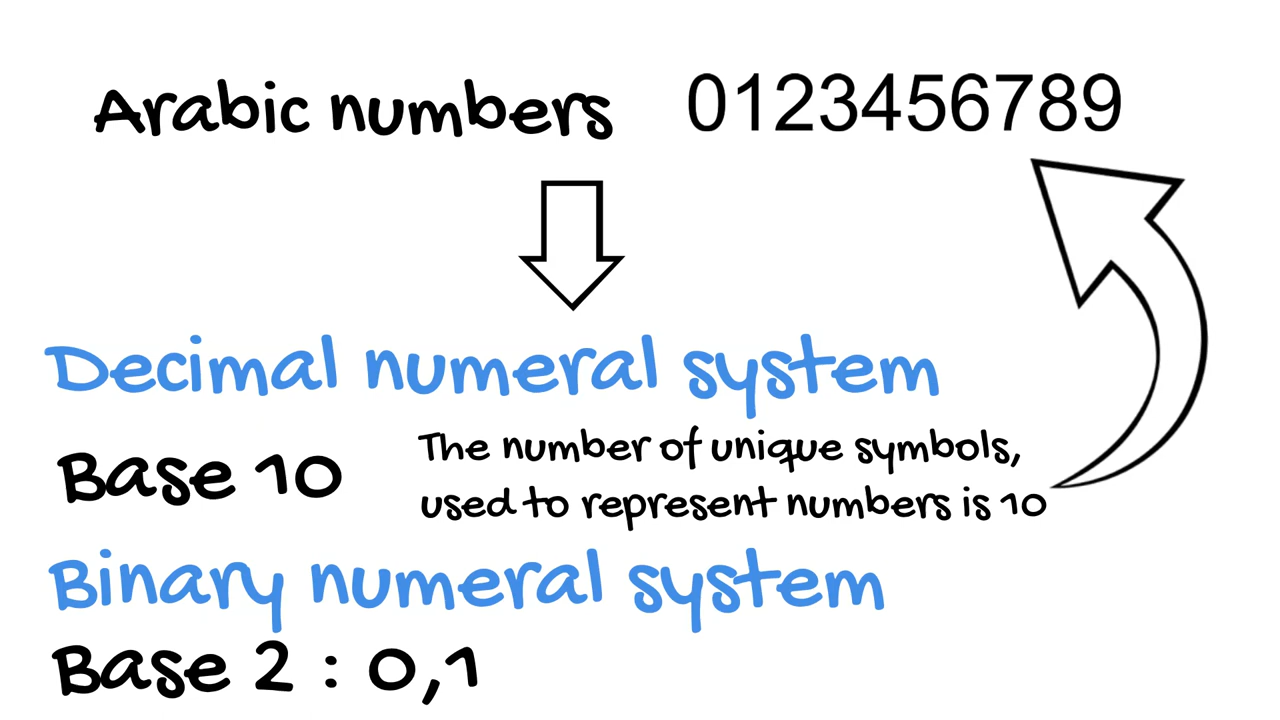 Arabic numbers 0123456789
Decimal numeral system
Base 10
The number of unique symbols,
used to represent numbers is 10
Binary numeral system
Base 2 : 0,1